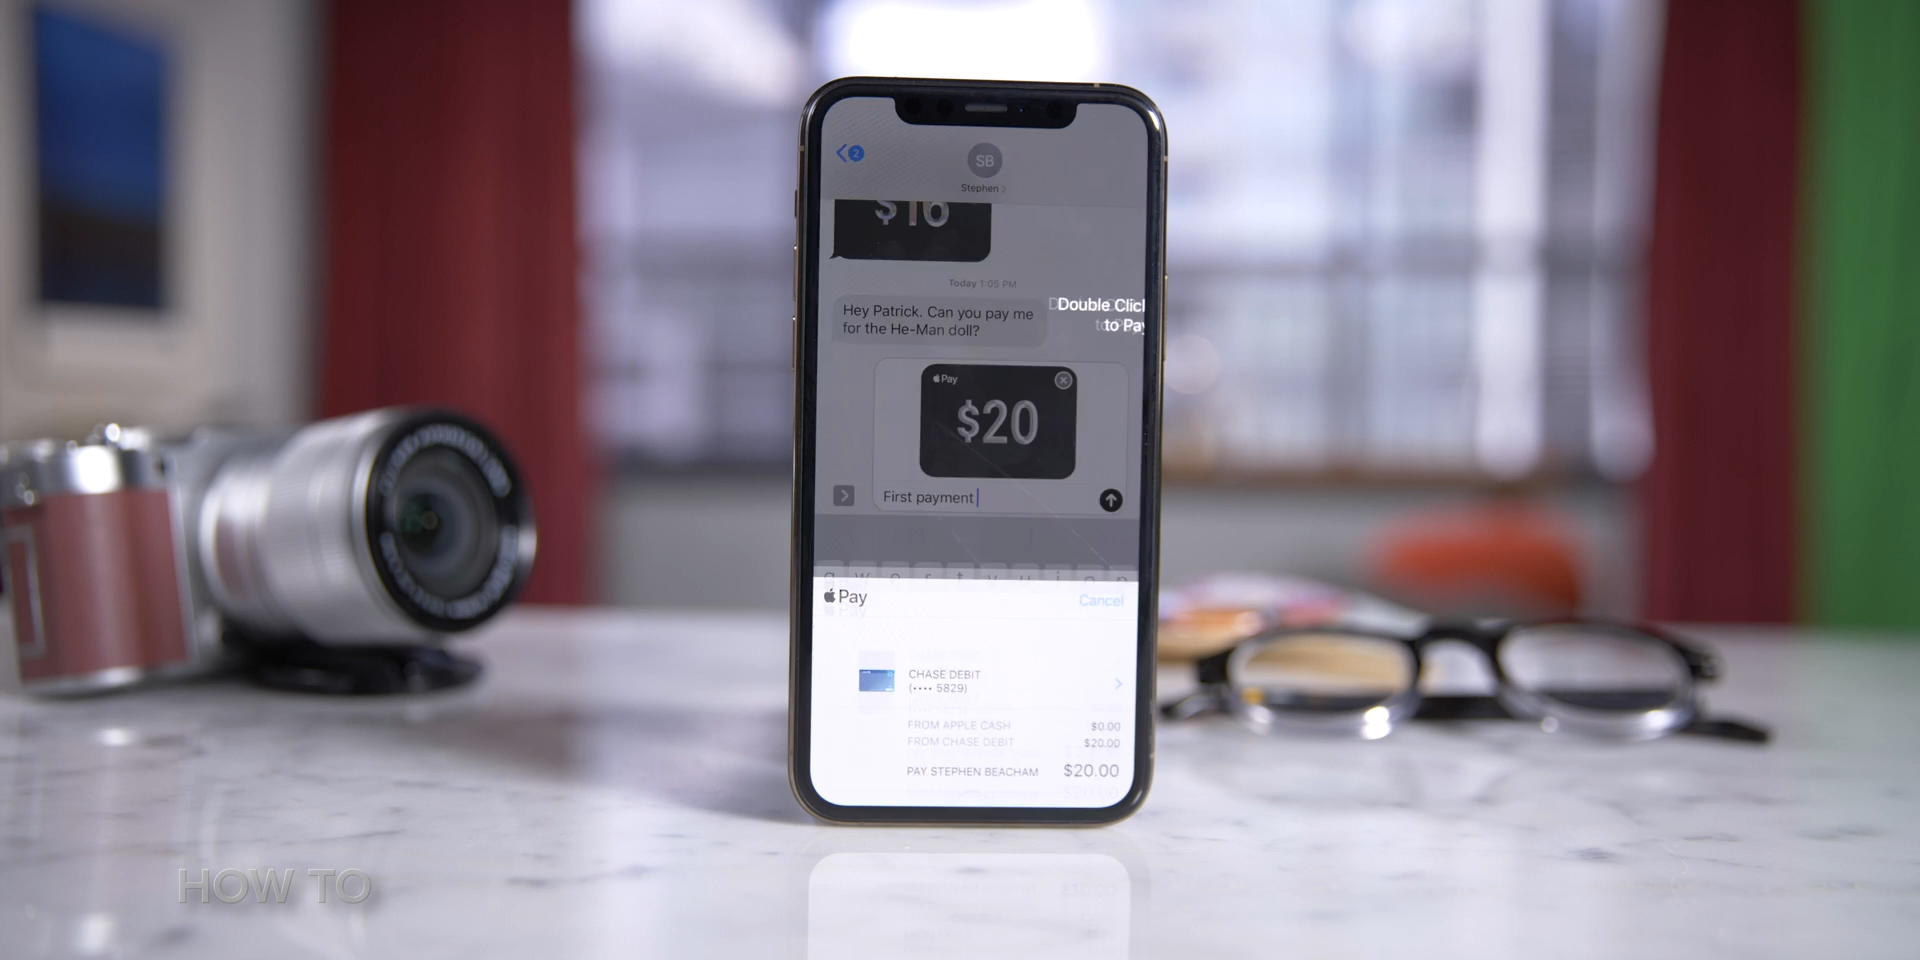 2
SB
Stephen
$16
Today 1:05 PM
Hey Patrick. Can you pay me
for the He-Man doll?
Double Click
to Pay
Pay
$20
First payment
q w e r t y u i o p
Pay
Cancel
CHASE DEBIT
(•••• 5829)
FROM APPLE CASH $0.00
FROM CHASE DEBIT $20.00
PAY STEPHEN BEACHAM $20.00
HOW TO